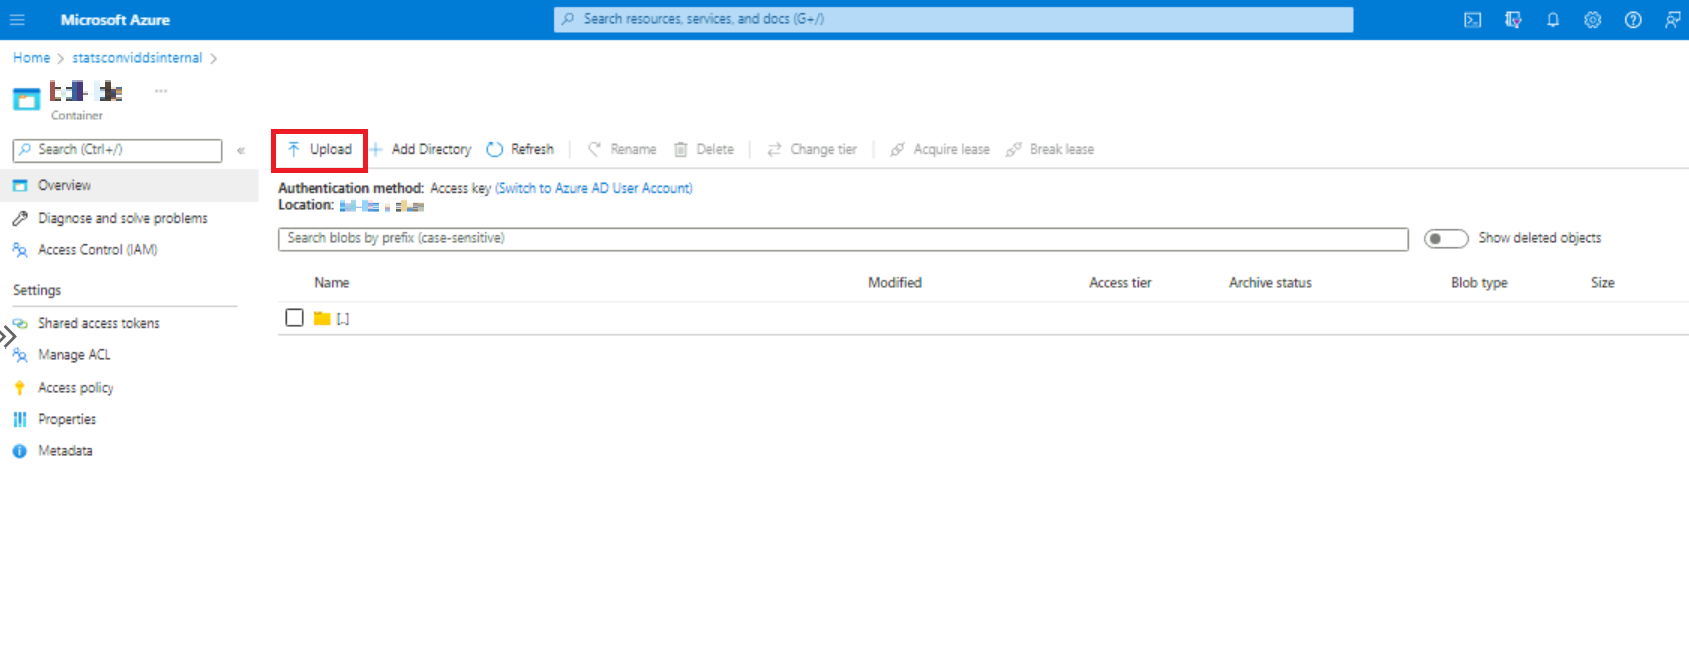 Microsoft Azure
Search resources, services, and docs (G+/)
Home > statsconviddsinternal >
...
Container
Search (Ctrl+/)
«
Upload
Add Directory
Refresh
Rename
Delete
Change tier
Acquire lease
Break lease
Overview
Diagnose and solve problems
Access Control (IAM)
Settings
Shared access tokens
Manage ACL
Access policy
Properties
Metadata
Authentication method: Access key (Switch to Azure AD User Account)
Location:
Search blobs by prefix (case-sensitive)
Show deleted objects
Name Modified Access tier Archive status Blob type Size
[..]